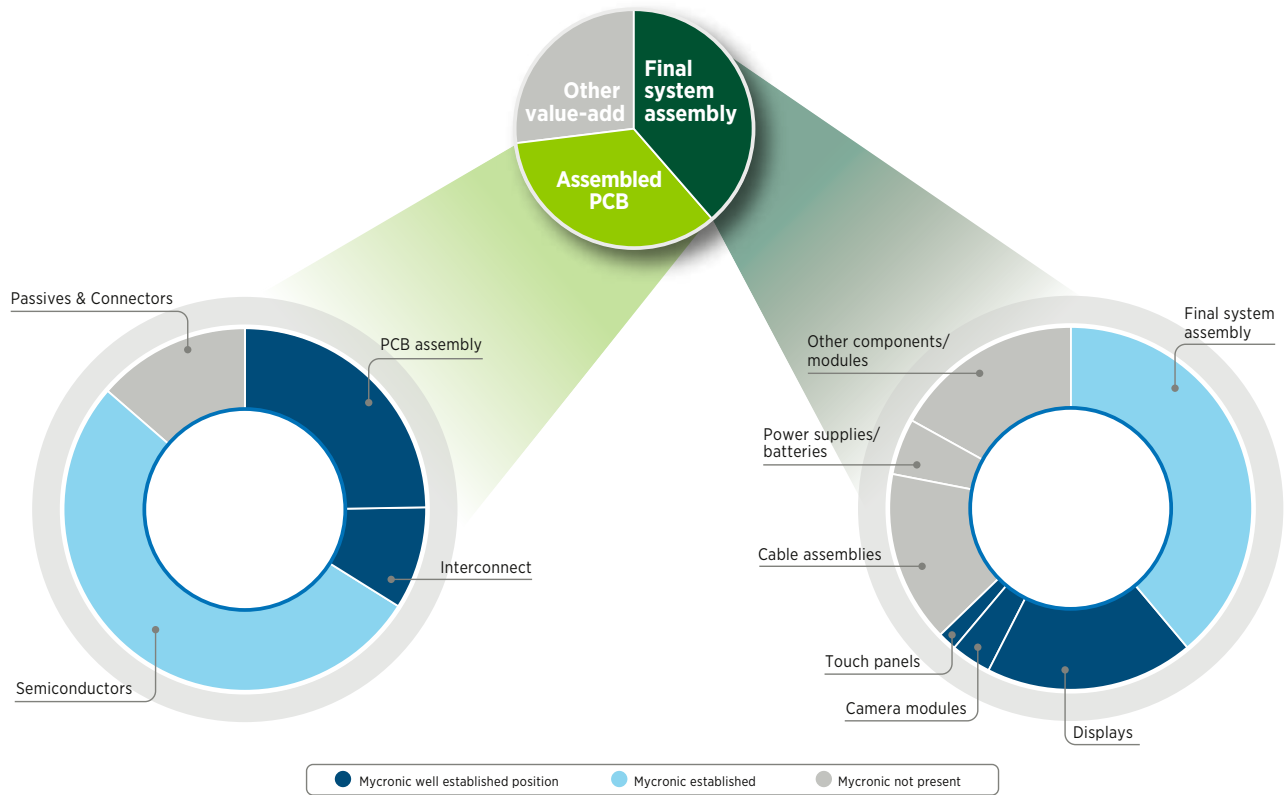 Other
value-add
Final
system
assembly
Assembled
PCB
Passives & Connectors
PCB assembly
Interconnect
Semiconductors
Other components/
modules
Final system
assembly
Power supplies/
batteries
Cable assemblies
Touch panels
Camera modules
Displays
Mycronic well established position
Mycronic established
Mycronic not present